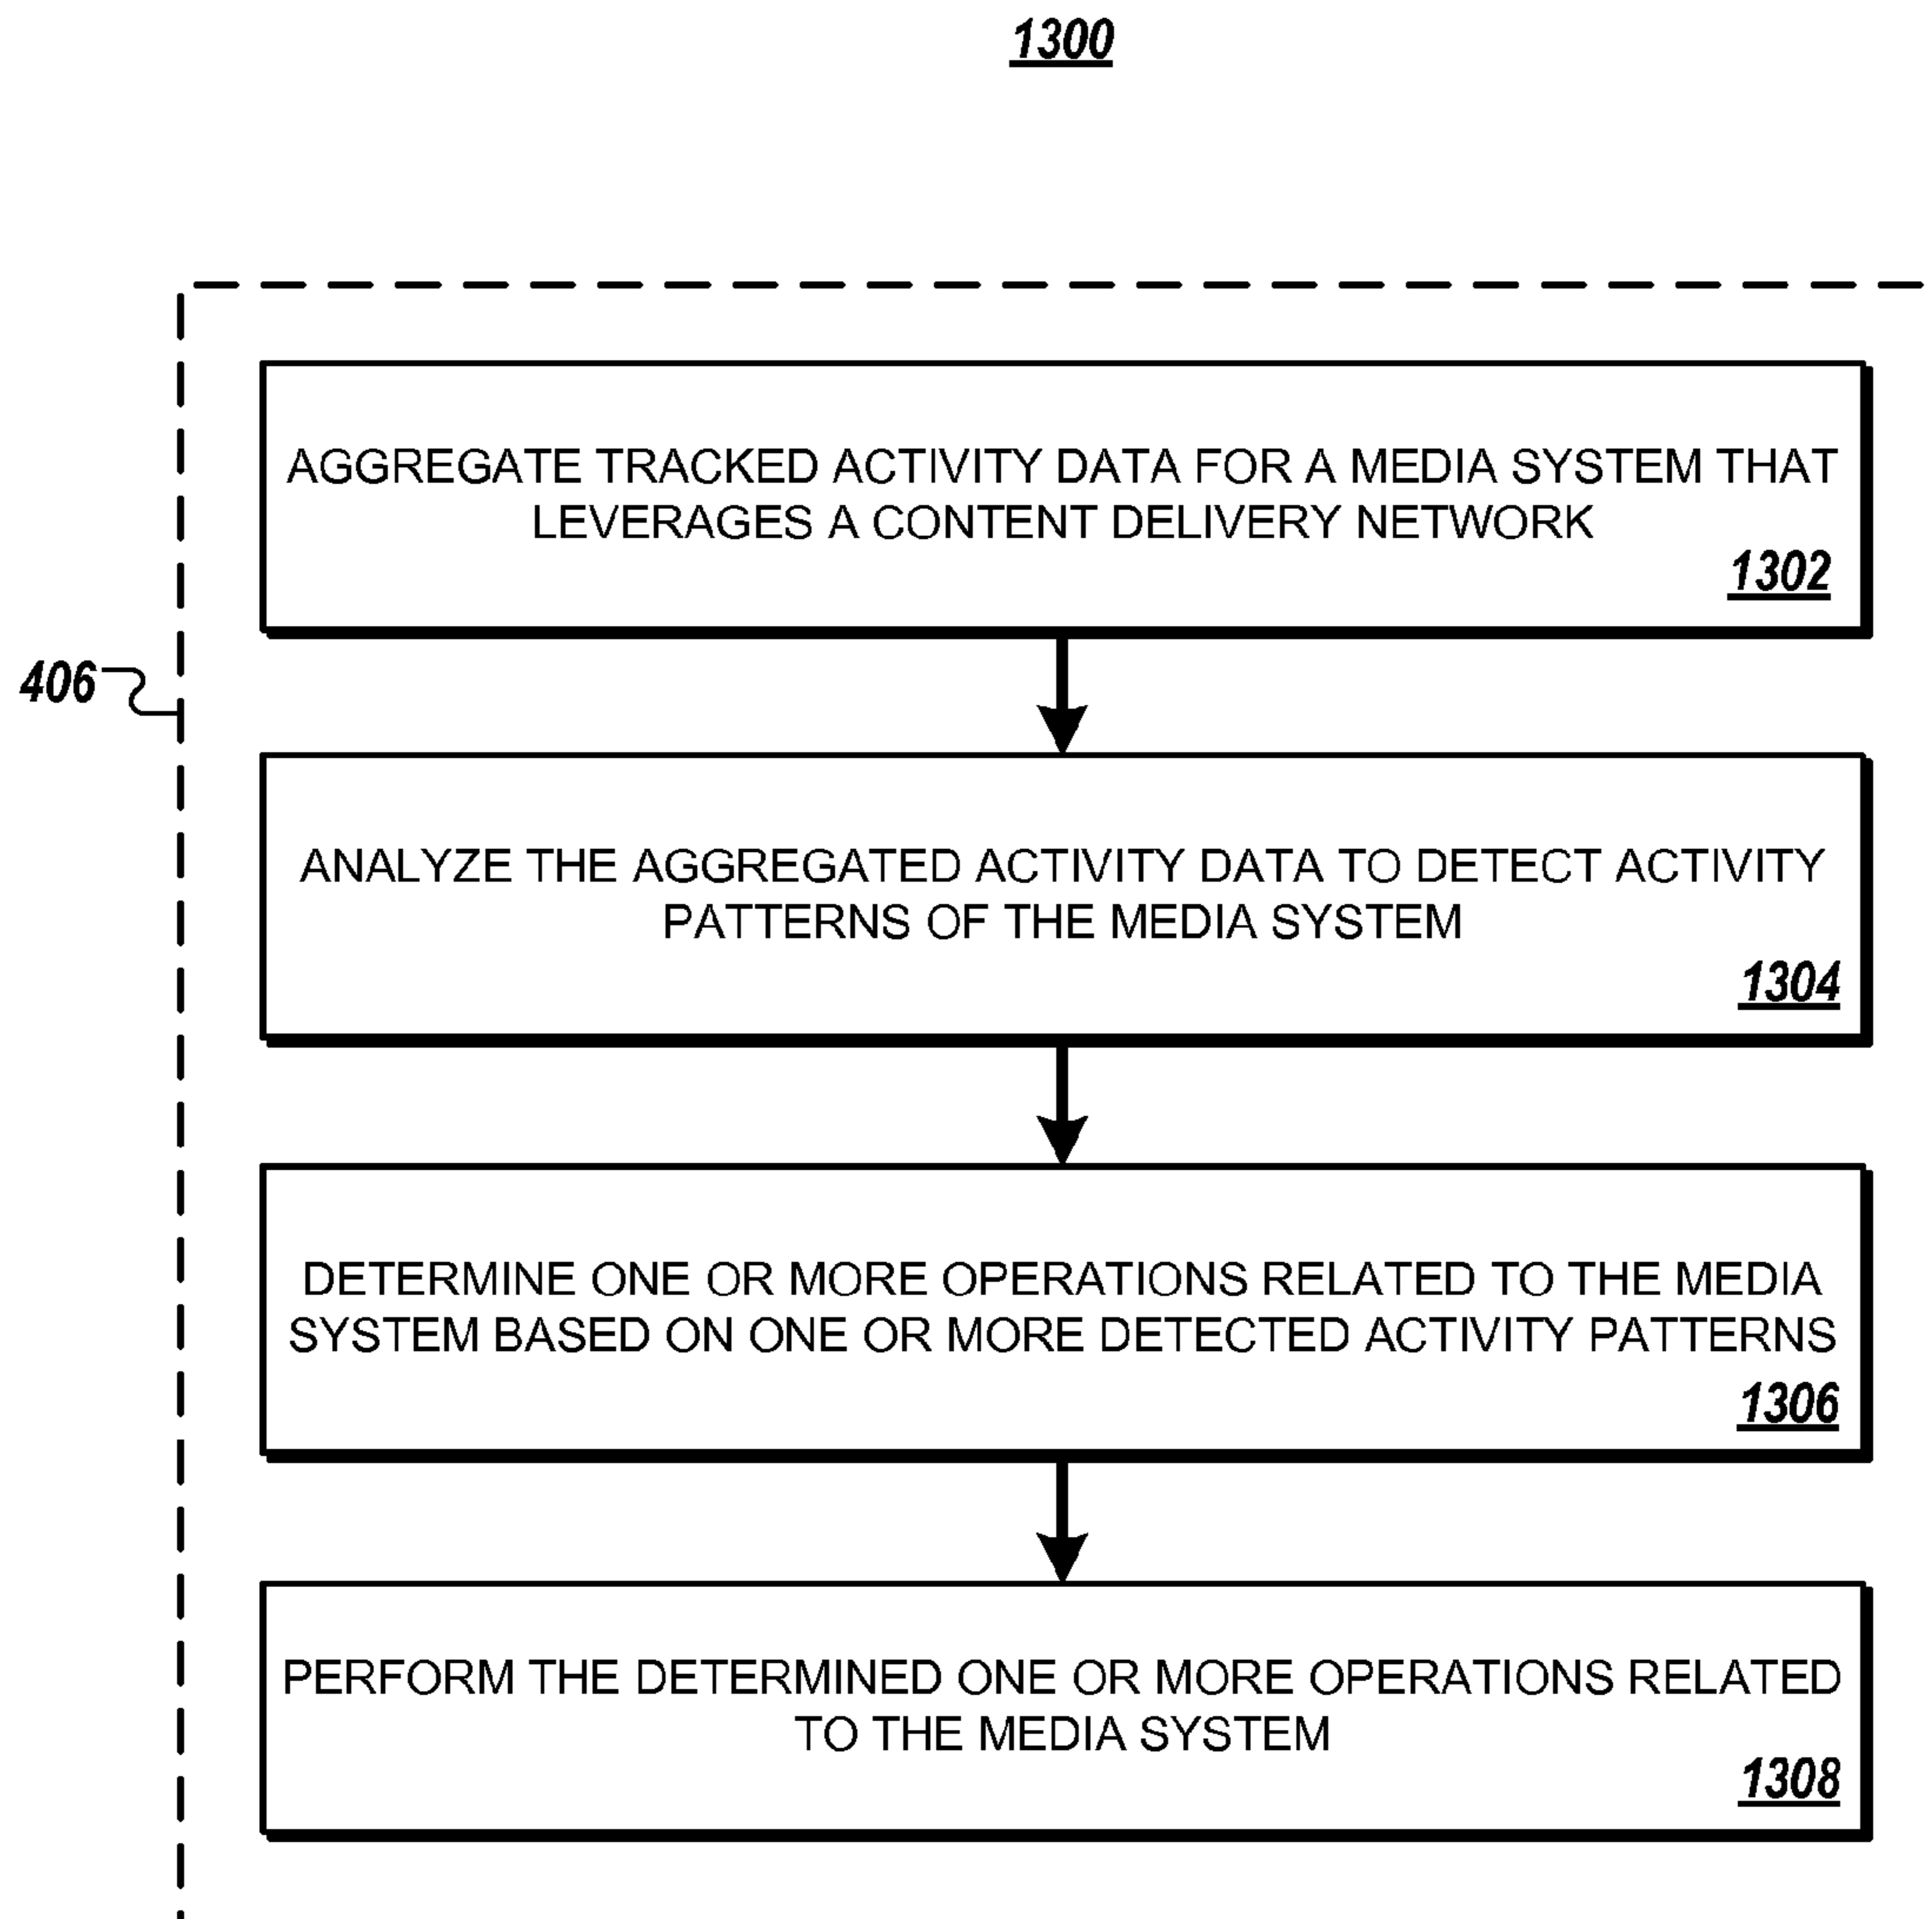 1300
AGGREGATE TRACKED ACTIVITY DATA FOR A MEDIA SYSTEM THAT
LEVERAGES A CONTENT DELIVERY NETWORK
1302
406
ANALYZE THE AGGREGATED ACTIVITY DATA TO DETECT ACTIVITY
PATTERNS OF THE MEDIA SYSTEM
1304
DETERMINE ONE OR MORE OPERATIONS RELATED TO THE MEDIA
SYSTEM BASED ON ONE OR MORE DETECTED ACTIVITY PATTERNS
1306
PERFORM THE DETERMINED ONE OR MORE OPERATIONS RELATED
TO THE MEDIA SYSTEM
1308